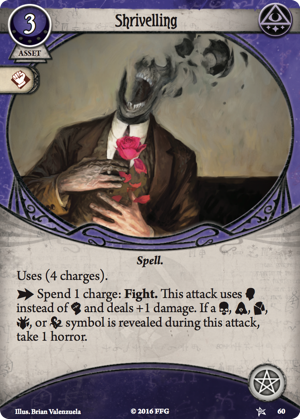 3
Shrivelling
ASSET
Spell.
Uses (4 charges).
Spend 1 charge: Fight. This attack uses
instead of and deals +1 damage. If a , , ,
, or symbol is revealed during this attack,
take 1 horror.
Illus. Brian Valenzuela
© 2016 FFG
60